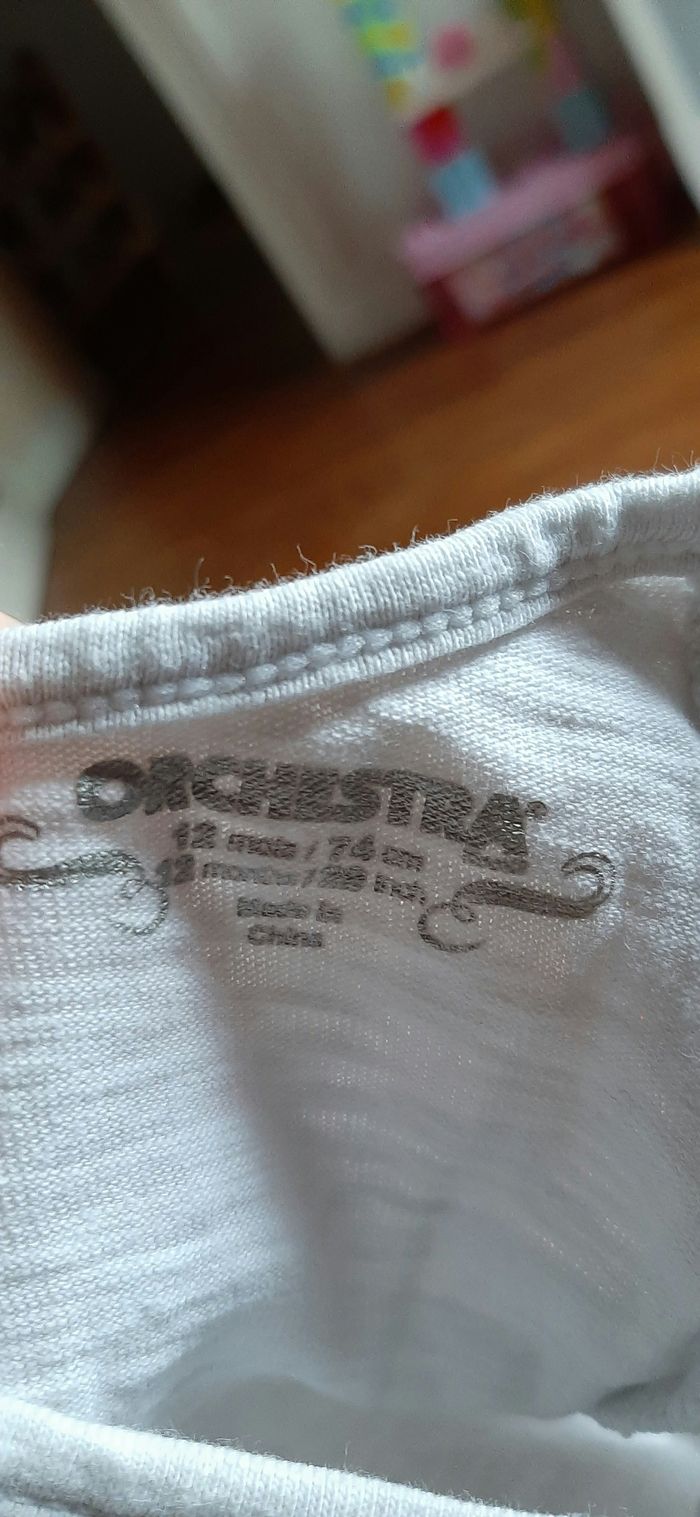 ORCHESTRA®
12 mois / 74 cm
12 months / 29 inch.
Made in
China